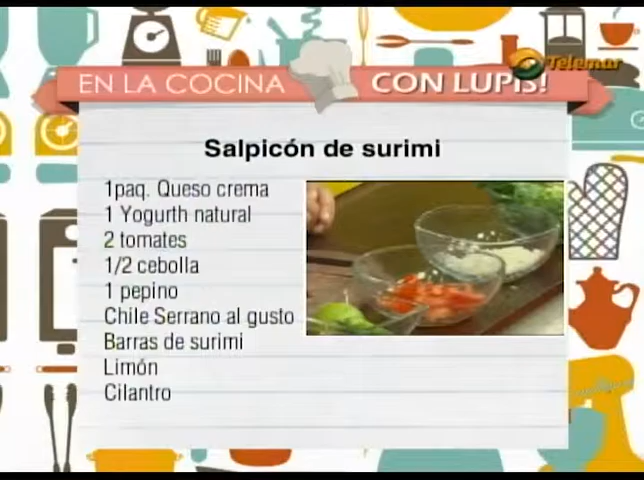 EN LA COCINA CON LUPIS!
Telemar
Salpicón de surimi
1paq. Queso crema
1 Yogurth natural
2 tomates
1/2 cebolla
1 pepino
Chile Serrano al gusto
Barras de surimi
Limón
Cilantro